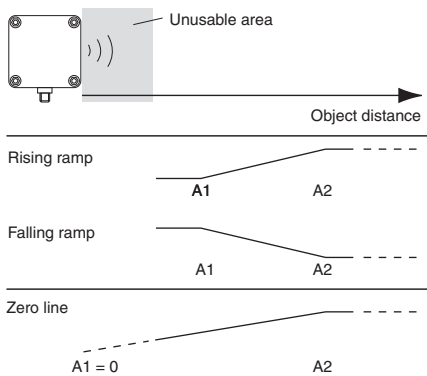 Unusable area
Object distance
Rising ramp
A1 A2
Falling ramp
A1 A2
Zero line
A1 = 0 A2